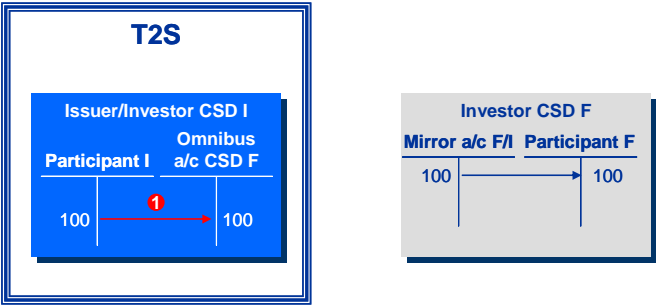 T2S
Issuer/Investor CSD I
Participant I
Omnibus
a/c CSD F
100
1
100
Investor CSD F
Mirror a/c F/I Participant F
100
100